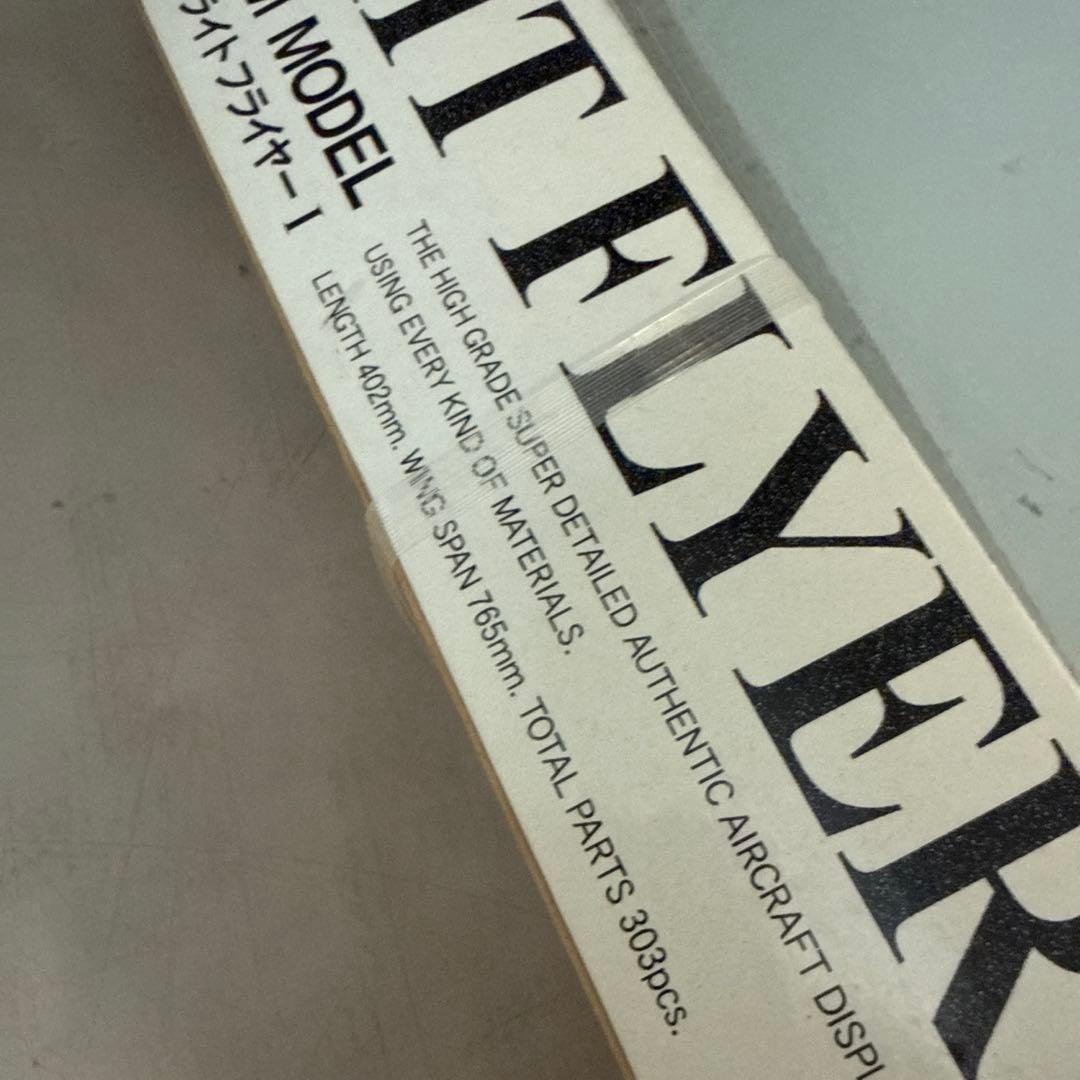 T FLYER
M MODEL
ライトフライヤー I
THE HIGH GRADE SUPER DETAILED AUTHENTIC AIRCRAFT DISPL
USING EVERY KIND OF MATERIALS.
LENGTH 402mm. WING SPAN 765mm. TOTAL PARTS 303pcs.